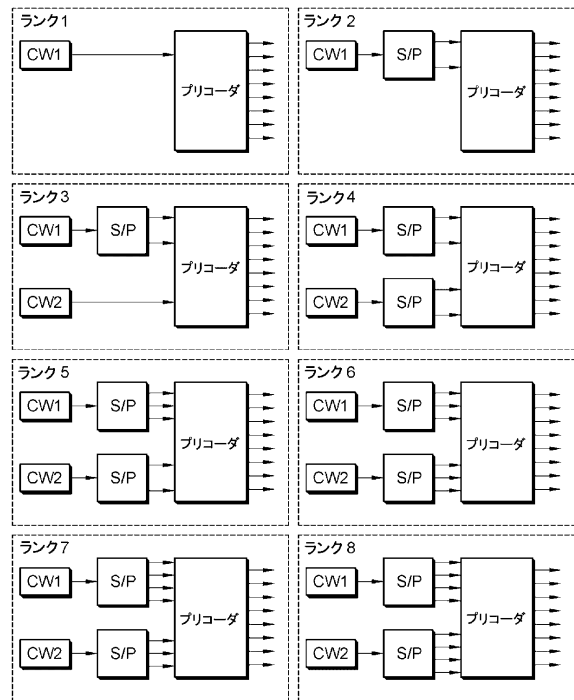 ランク1
CW1
プリコーダ
ランク2
CW1
S/P
プリコーダ
ランク3
CW1
S/P
CW2
プリコーダ
ランク4
CW1
S/P
CW2
S/P
プリコーダ
ランク5
CW1
S/P
CW2
S/P
プリコーダ
ランク6
CW1
S/P
CW2
S/P
プリコーダ
ランク7
CW1
S/P
CW2
S/P
プリコーダ
ランク8
CW1
S/P
CW2
S/P
プリコーダ